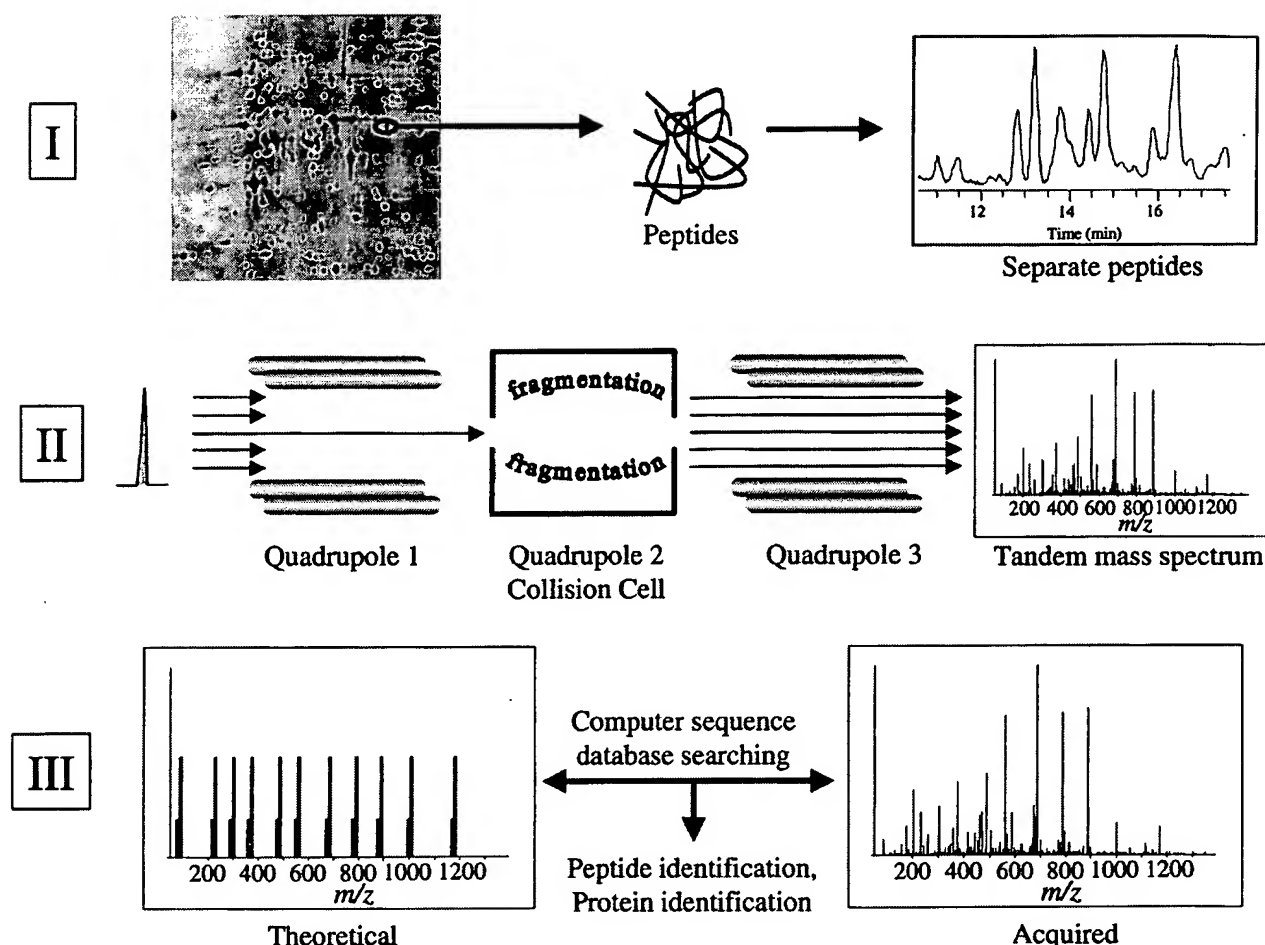 I
Peptides
12 14 16
Time (min)
Separate peptides
II
fragmentation
fragmentation
200 400 600 800 1000 1200
m/z
Quadrupole 1
Quadrupole 2
Collision Cell
Quadrupole 3
Tandem mass spectrum
III
Computer sequence
database searching
Peptide identification,
Protein identification
200 400 600 800 1000 1200
m/z
Theoretical
200 400 600 800 1000 1200
m/z
Acquired